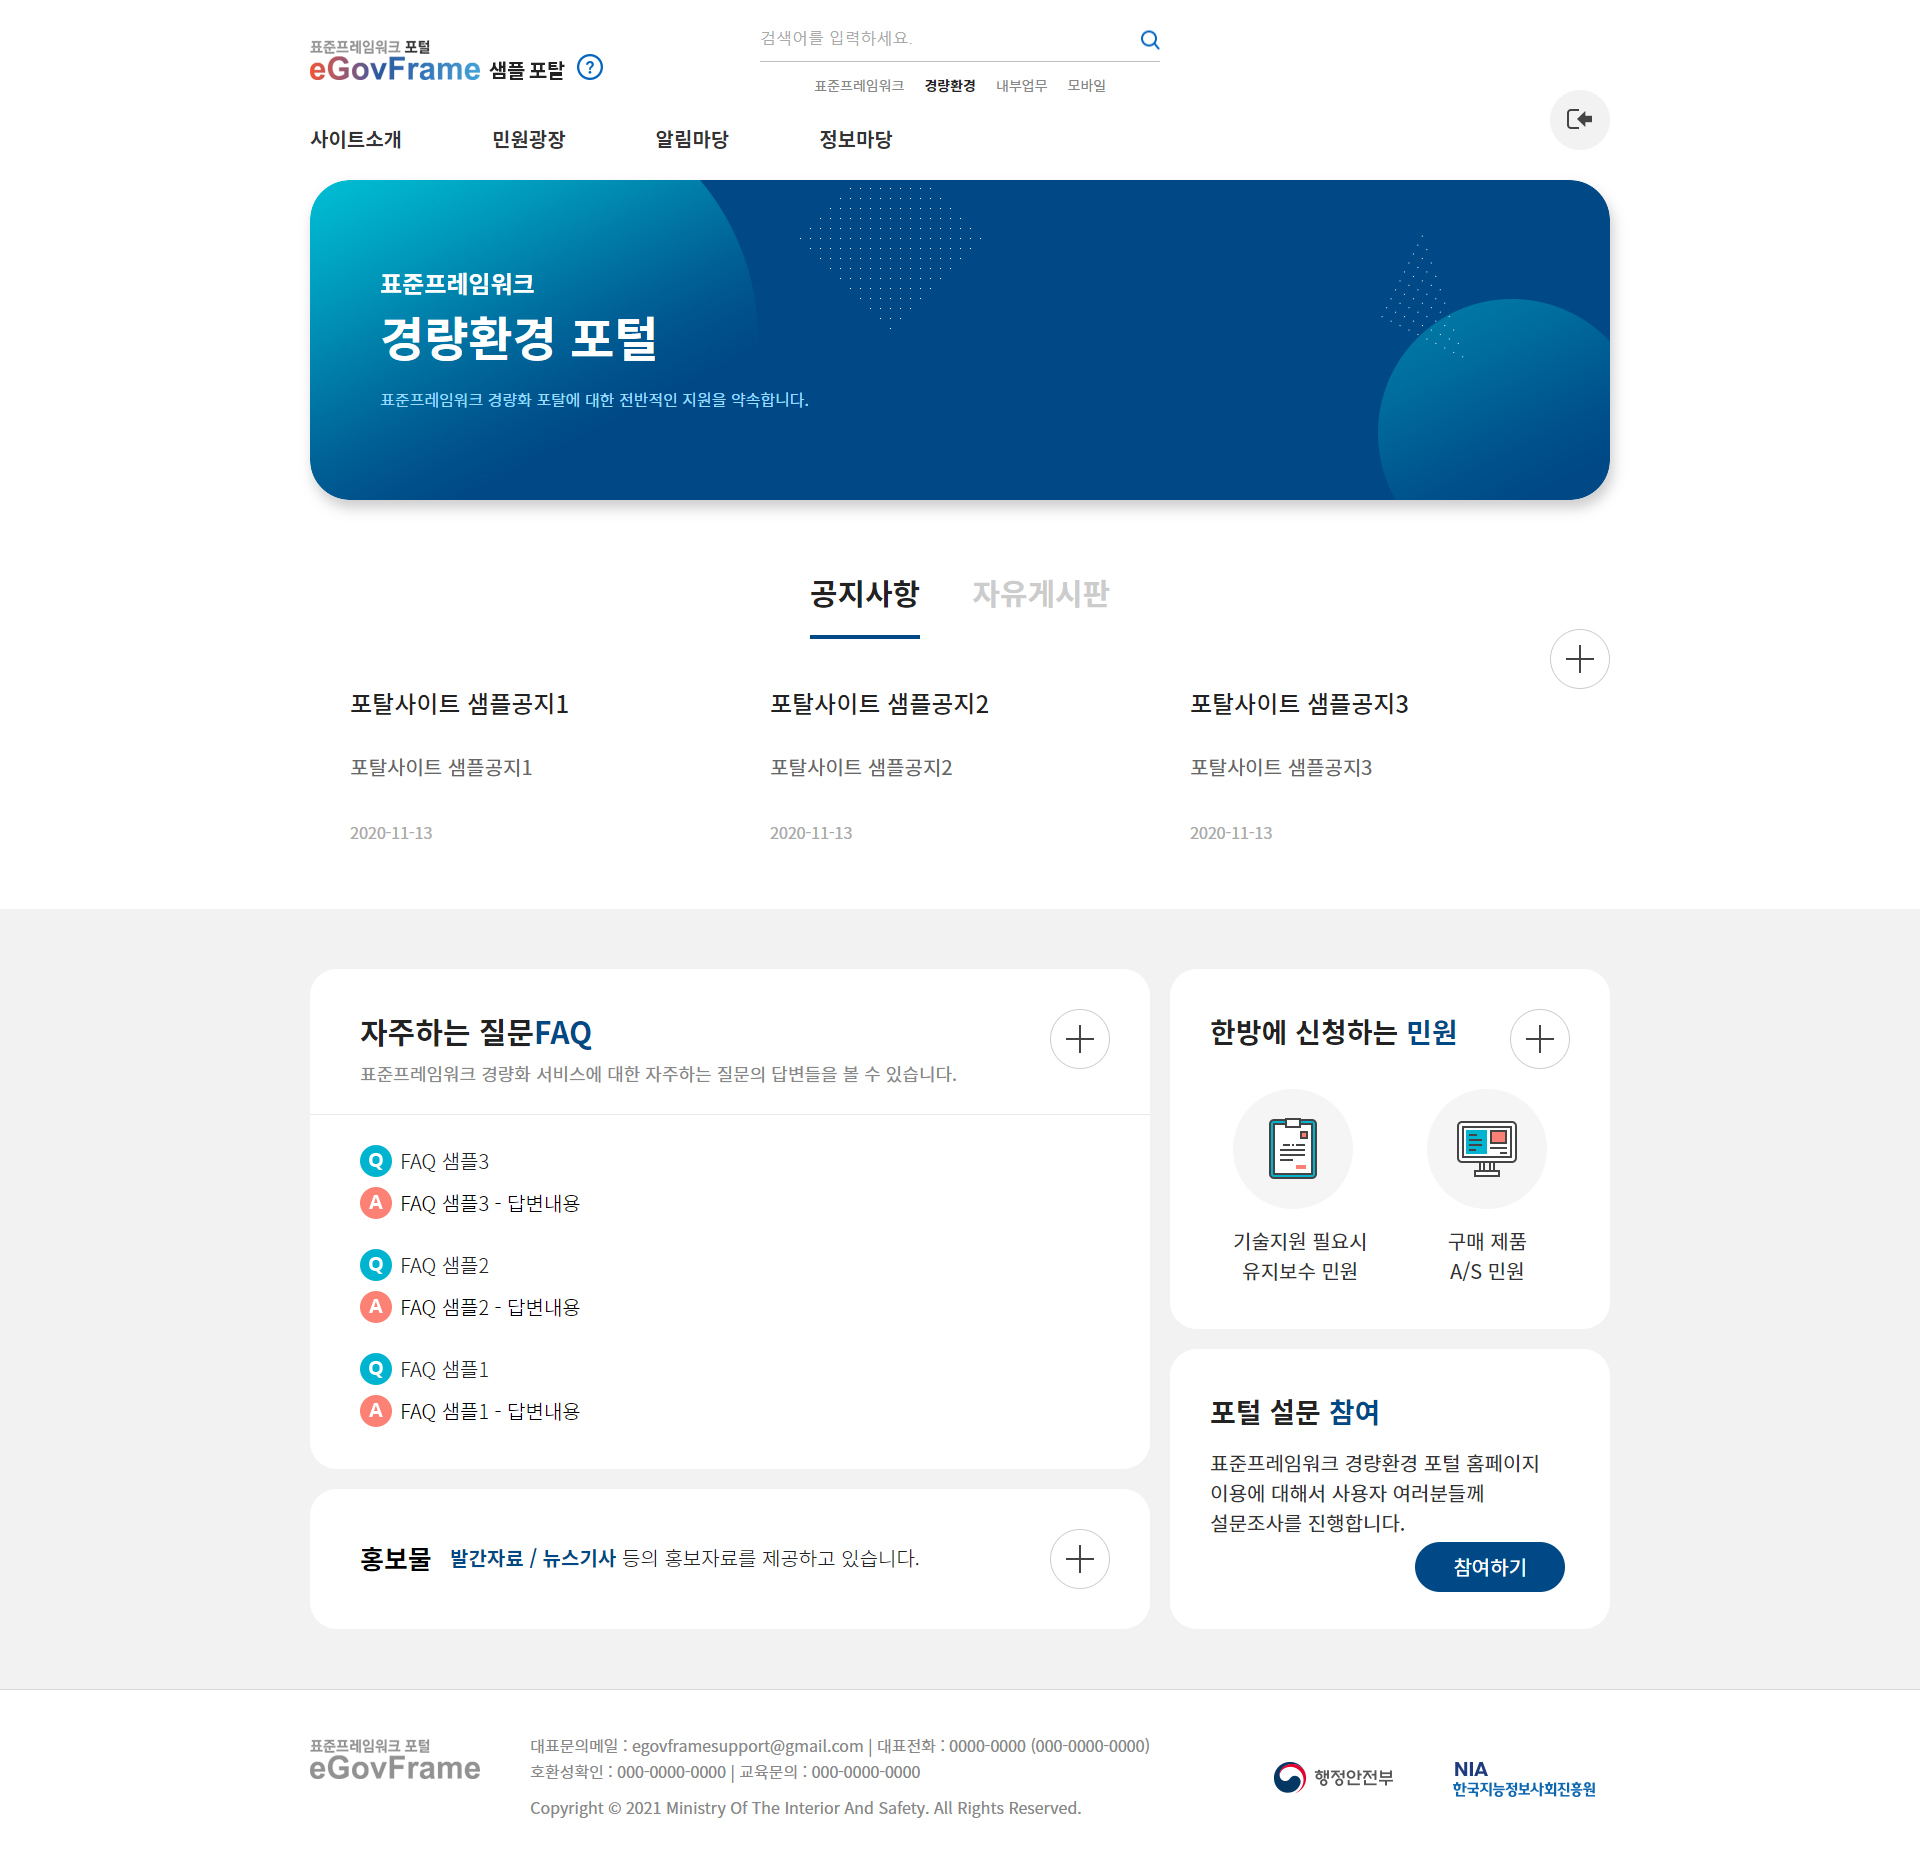 표준프레임워크 포털
eGovFrame 샘플 포탈 ?
검색어를 입력하세요.
표준프레임워크 경량환경 내부업무 모바일
사이트소개 민원광장 알림마당 정보마당
표준프레임워크
경량환경 포털
표준프레임워크 경량화 포탈에 대한 전반적인 지원을 약속합니다.
공지사항 자유게시판
포탈사이트 샘플공지1
포탈사이트 샘플공지1
2020-11-13
포탈사이트 샘플공지2
포탈사이트 샘플공지2
2020-11-13
포탈사이트 샘플공지3
포탈사이트 샘플공지3
2020-11-13
자주하는 질문FAQ
표준프레임워크 경량화 서비스에 대한 자주하는 질문의 답변들을 볼 수 있습니다.
Q FAQ 샘플3
A FAQ 샘플3 - 답변내용
Q FAQ 샘플2
A FAQ 샘플2 - 답변내용
Q FAQ 샘플1
A FAQ 샘플1 - 답변내용
한방에 신청하는 민원
기술지원 필요시
유지보수 민원
구매 제품
A/S 민원
홍보물 발간자료 / 뉴스기사 등의 홍보자료를 제공하고 있습니다.
포털 설문 참여
표준프레임워크 경량환경 포털 홈페이지
이용에 대해서 사용자 여러분들께
설문조사를 진행합니다.
참여하기
표준프레임워크 포털
eGovFrame
대표문의메일 : egovframesupport@gmail.com | 대표전화 : 0000-0000 (000-0000-0000)
호환성확인 : 000-0000-0000 | 교육문의 : 000-0000-0000
Copyright © 2021 Ministry Of The Interior And Safety. All Rights Reserved.
행정안전부
NIA
한국지능정보사회진흥원